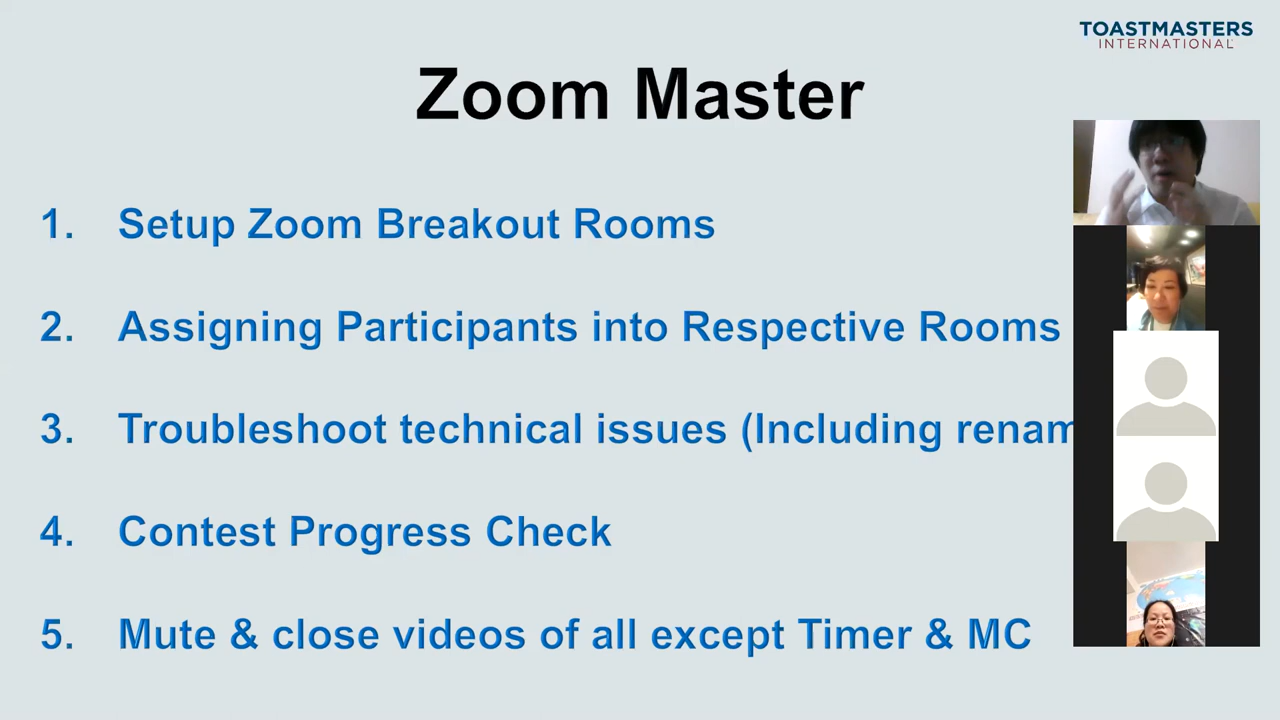 TOASTMASTERS
INTERNATIONAL
Zoom Master
1. Setup Zoom Breakout Rooms
2. Assigning Participants into Respective Rooms
3. Troubleshoot technical issues (Including renam
4. Contest Progress Check
5. Mute & close videos of all except Timer & MC